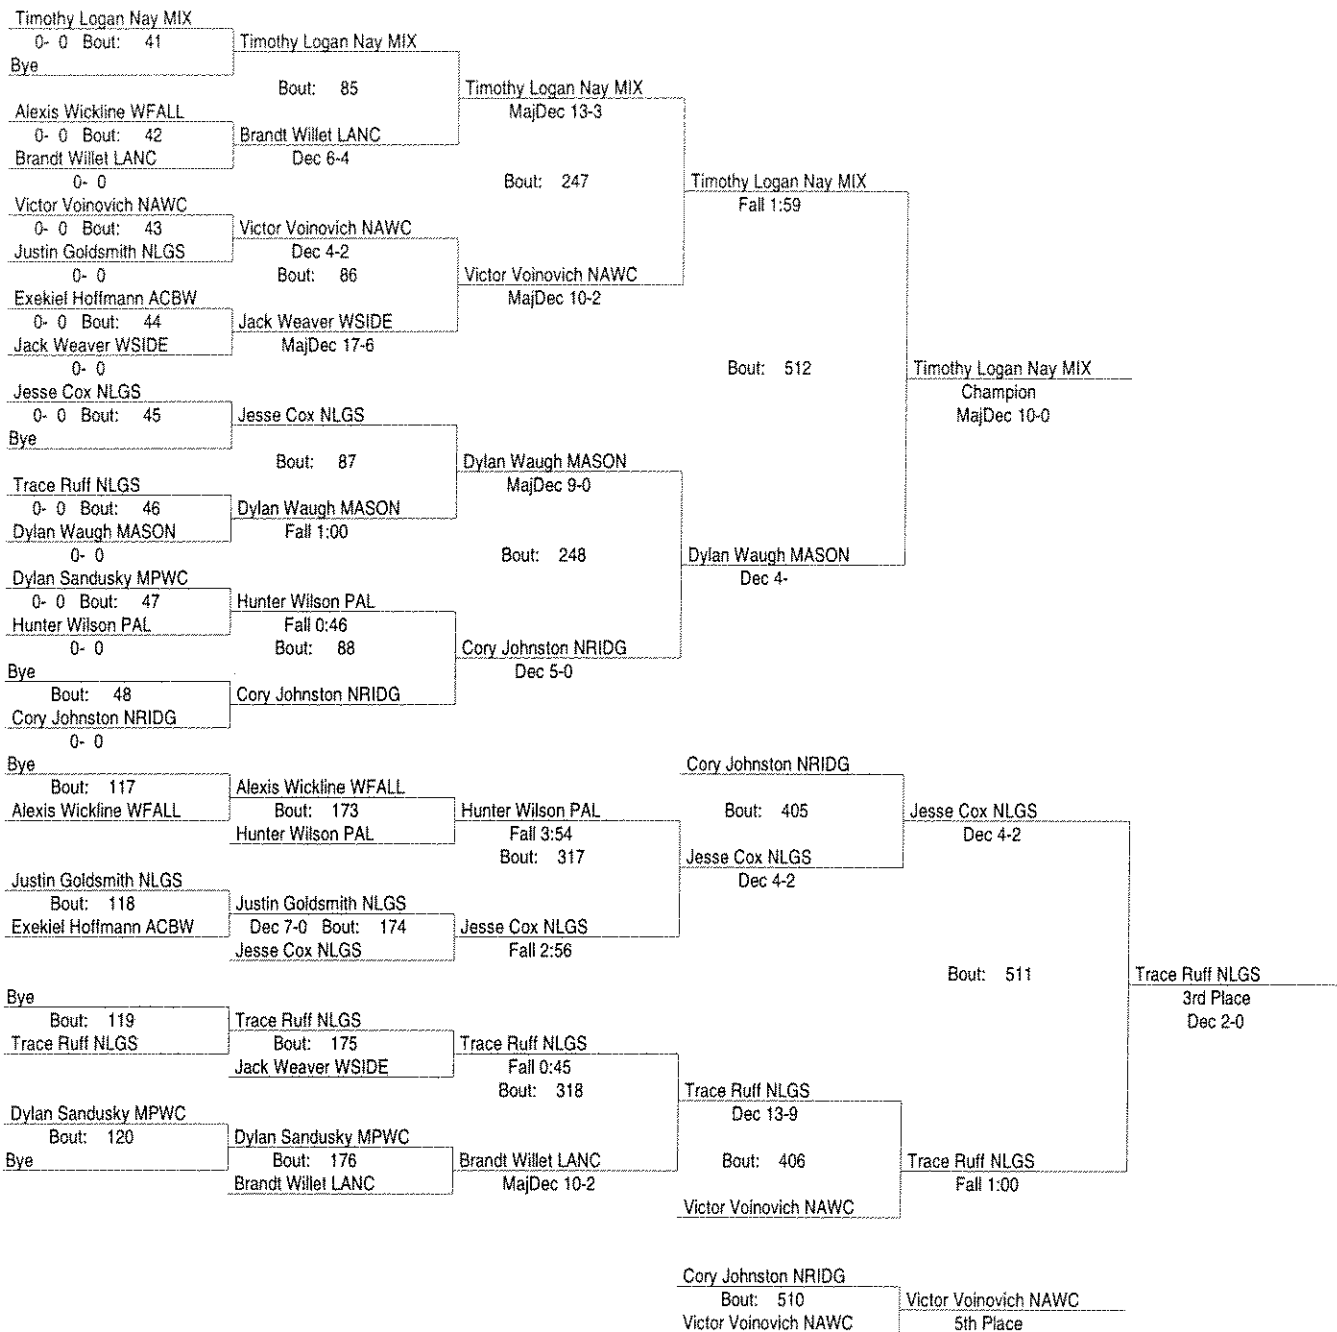 Timothy Logan Nay MIX
0- 0 Bout: 41
Bye
Timothy Logan Nay MIX
Bout: 85
Alexis Wickline WFALL
0- 0 Bout: 42
Brandt Willet LANC
0- 0
Brandt Willet LANC
Dec 6-4
Timothy Logan Nay MIX
MajDec 13-3
Bout: 247
Victor Voinovich NAWC
0- 0 Bout: 43
Justin Goldsmith NLGS
0- 0
Victor Voinovich NAWC
Dec 4-2
Bout: 86
Exekiel Hoffmann ACBW
0- 0 Bout: 44
Jack Weaver WSIDE
0- 0
Jack Weaver WSIDE
MajDec 17-6
Victor Voinovich NAWC
MajDec 10-2
Timothy Logan Nay MIX
Fall 1:59
Bout: 512
Timothy Logan Nay MIX
Champion
MajDec 10-0
Jesse Cox NLGS
0- 0 Bout: 45
Bye
Jesse Cox NLGS
Bout: 87
Trace Ruff NLGS
0- 0 Bout: 46
Dylan Waugh MASON
0- 0
Dylan Waugh MASON
Fall 1:00
Dylan Waugh MASON
MajDec 9-0
Bout: 248
Dylan Waugh MASON
Dec 4-
Dylan Sandusky MPWC
0- 0 Bout: 47
Hunter Wilson PAL
0- 0
Hunter Wilson PAL
Fall 0:46
Bout: 88
Bye
Bout: 48
Cory Johnston NRIDG
0- 0
Cory Johnston NRIDG
Cory Johnston NRIDG
Dec 5-0
Bye
Bout: 117
Alexis Wickline WFALL
Alexis Wickline WFALL
Bout: 173
Hunter Wilson PAL
Hunter Wilson PAL
Fall 3:54
Bout: 317
Justin Goldsmith NLGS
Bout: 118
Exekiel Hoffmann ACBW
Justin Goldsmith NLGS
Dec 7-0 Bout: 174
Jesse Cox NLGS
Jesse Cox NLGS
Fall 2:56
Cory Johnston NRIDG
Bout: 405
Jesse Cox NLGS
Dec 4-2
Jesse Cox NLGS
Dec 4-2
Bout: 511
Trace Ruff NLGS
3rd Place
Dec 2-0
Bye
Bout: 119
Trace Ruff NLGS
Trace Ruff NLGS
Bout: 175
Jack Weaver WSIDE
Trace Ruff NLGS
Fall 0:45
Bout: 318
Dylan Sandusky MPWC
Bout: 120
Bye
Dylan Sandusky MPWC
Bout: 176
Brandt Willet LANC
Brandt Willet LANC
MajDec 10-2
Trace Ruff NLGS
Dec 13-9
Bout: 406
Victor Voinovich NAWC
Trace Ruff NLGS
Fall 1:00
Cory Johnston NRIDG
Bout: 510
Victor Voinovich NAWC
Victor Voinovich NAWC
5th Place